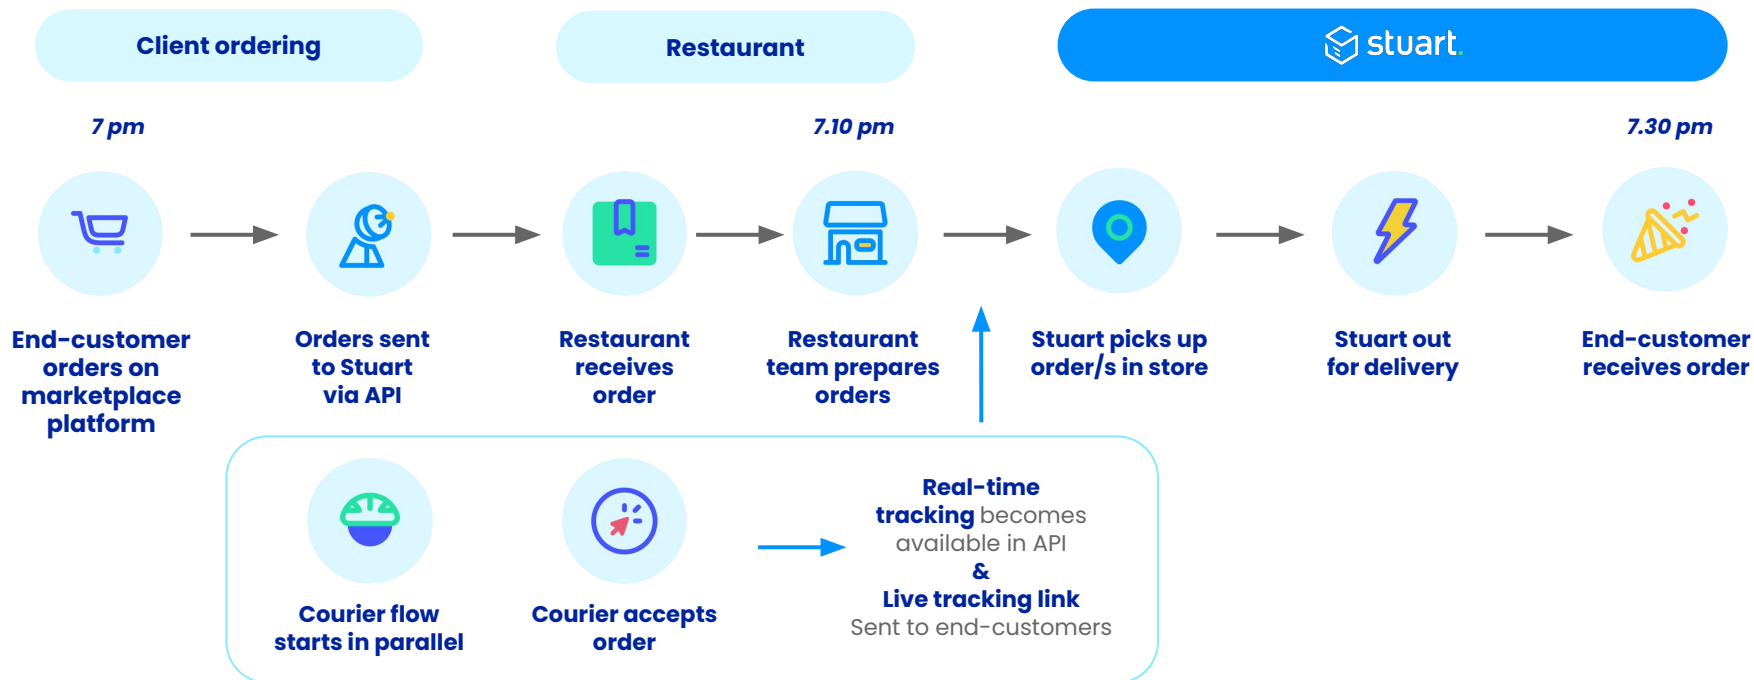 Client ordering
Restaurant
stuart.
7 pm
7.10 pm
7.30 pm
End-customer
orders on
marketplace
platform
Orders sent
to Stuart
via API
Restaurant
receives
order
Restaurant
team prepares
orders
Stuart picks up
order/s in store
Stuart out
for delivery
End-customer
receives order
Courier flow
starts in parallel
Courier accepts
order
Real-time
tracking becomes
available in API
&
Live tracking link
Sent to end-customers